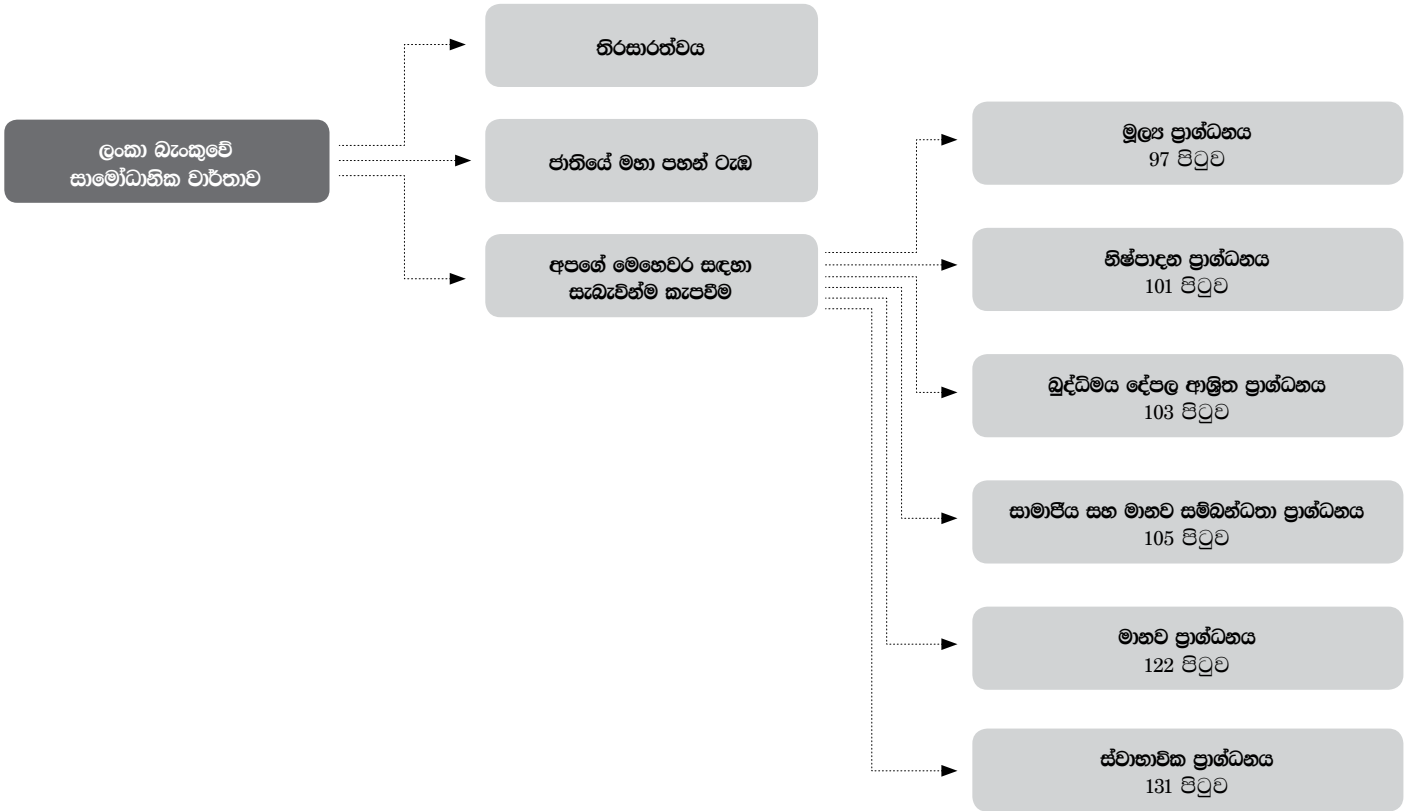 තිරසාරත්වය
ලංකා බැංකුවේ
සාමෝධානික වාර්තාව
ජාතියේ මහා පහන් ටැඹ
අපගේ මෙහෙවර සඳහා
සැබැවින්ම කැපවීම
මූල්‍ය ප්‍රාග්ධනය
97 පිටුව
නිෂ්පාදන ප්‍රාග්ධනය
101 පිටුව
බුද්ධිමය දේපල ආශ්‍රිත ප්‍රාග්ධනය
103 පිටුව
සාමාජීය සහ මානව සම්බන්ධතා ප්‍රාග්ධනය
105 පිටුව
මානව ප්‍රාග්ධනය
122 පිටුව
ස්වාභාවික ප්‍රාග්ධනය
131 පිටුව